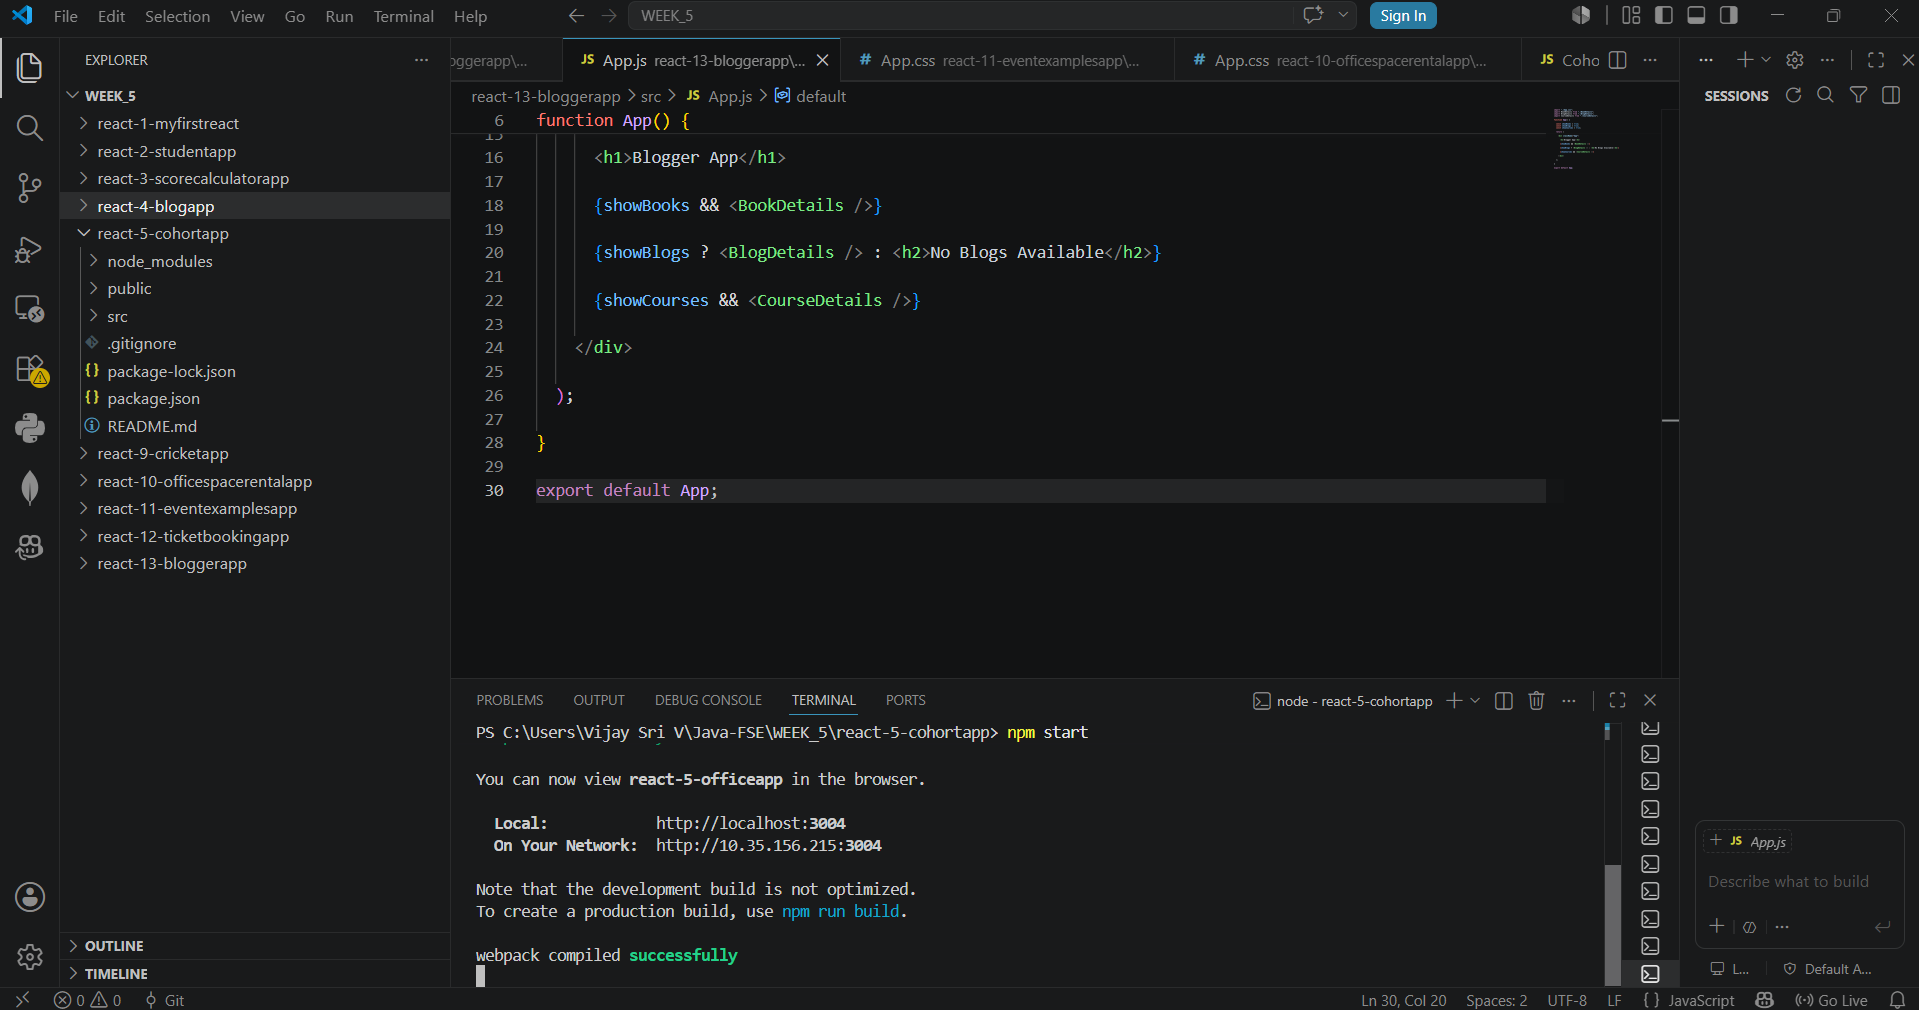 File Edit Selection View Go Run Terminal Help
WEEK_5
Sign In
EXPLORER
WEEK_5
react-1-myfirstreact
react-2-studentapp
react-3-scorecalculatorapp
react-4-blogapp
react-5-cohortapp
node_modules
public
src
.gitignore
package-lock.json
package.json
README.md
react-9-cricketapp
react-10-officespacerentalapp
react-11-eventexamplesapp
react-12-ticketbookingapp
react-13-bloggerapp
OUTLINE
TIMELINE
oggerapp\... JS App.js react-13-bloggerapp\... # App.css react-11-eventexamplesapp\... # App.css react-10-officespacerentalapp\... JS Coho
react-13-bloggerapp > src > JS App.js > default
6 function App() {
15
16 <h1>Blogger App</h1>
17
18 {showBooks && <BookDetails />}
19
20 {showBlogs ? <BlogDetails /> : <h2>No Blogs Available</h2>}
21
22 {showCourses && <CourseDetails />}
23
24 </div>
25
26 );
27
28 }
29
30 export default App;
PROBLEMS OUTPUT DEBUG CONSOLE TERMINAL PORTS
node - react-5-cohortapp
PS C:\Users\Vijay Sri V\Java-FSE\WEEK_5\react-5-cohortapp> npm start
You can now view react-5-officeapp in the browser.
Local: http://localhost:3004
On Your Network: http://10.35.156.215:3004
Note that the development build is not optimized.
To create a production build, use npm run build.
webpack compiled successfully
SESSIONS
JS App.js
Describe what to build
L... Default A...
0 0 Git
Ln 30, Col 20 Spaces: 2 UTF-8 LF { } JavaScript Go Live